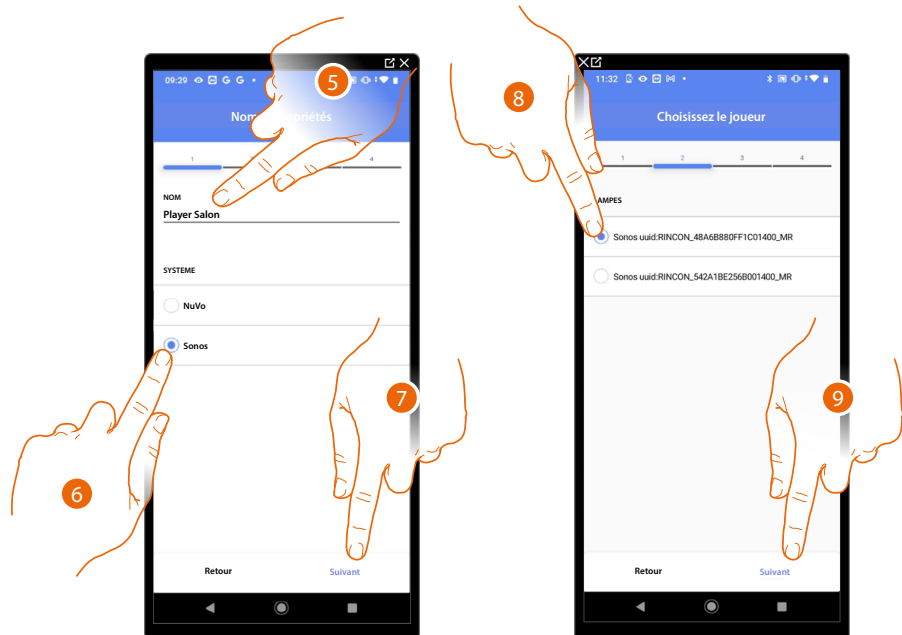 09:29
5
Nom
riétés
1
4
NOM
Player Salon
SYSTEME
NuVo
Sonos
6
7
Retour
Suivant
8
11:32
Choisissez le joueur
1
2
3
4
AMPES
Sonos uuid:RINCON_48A6B880FF1C01400_MR
Sonos uuid:RINCON_542A1BE256B001400_MR
9
Retour
Suivant